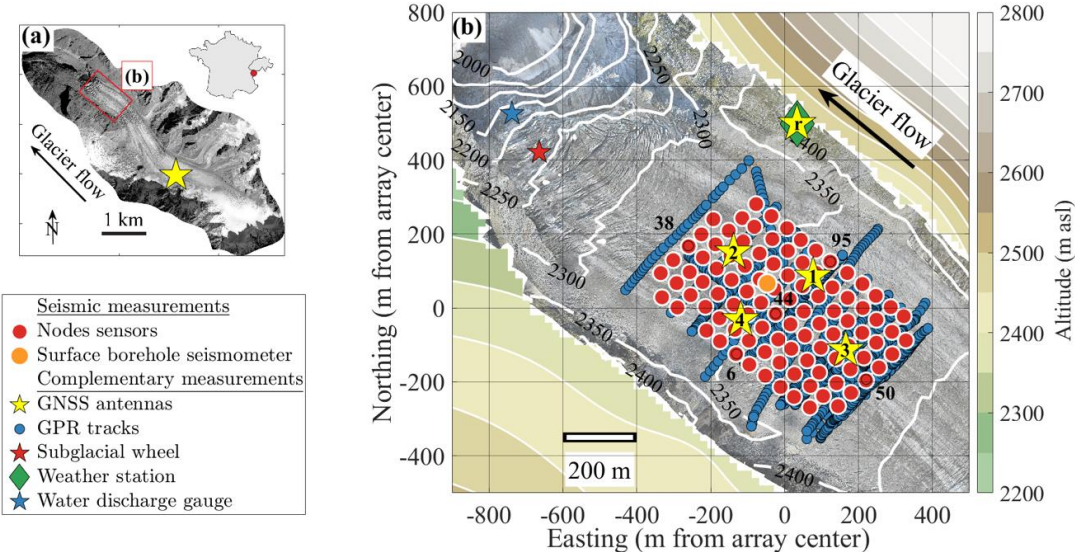 (a)
(b)
Glacier flow
N
1 km
Seismic measurements
Nodes sensors
Surface borehole seismometer
Complementary measurements
GNSS antennas
GPR tracks
Subglacial wheel
Weather station
Water discharge gauge
(b)
Glacier flow
2000
2150
2200
2250
2250
2300
2400
2350
2300
2350
2400
2350
2400
r
38
95
2
1
44
4
3
6
50
200 m
800
600
400
200
0
-200
-400
Northing (m from array center)
-800
-600
-400
-200
0
200
400
Easting (m from array center)
2800
2700
2600
2500
2400
2300
2200
Altitude (m asl)